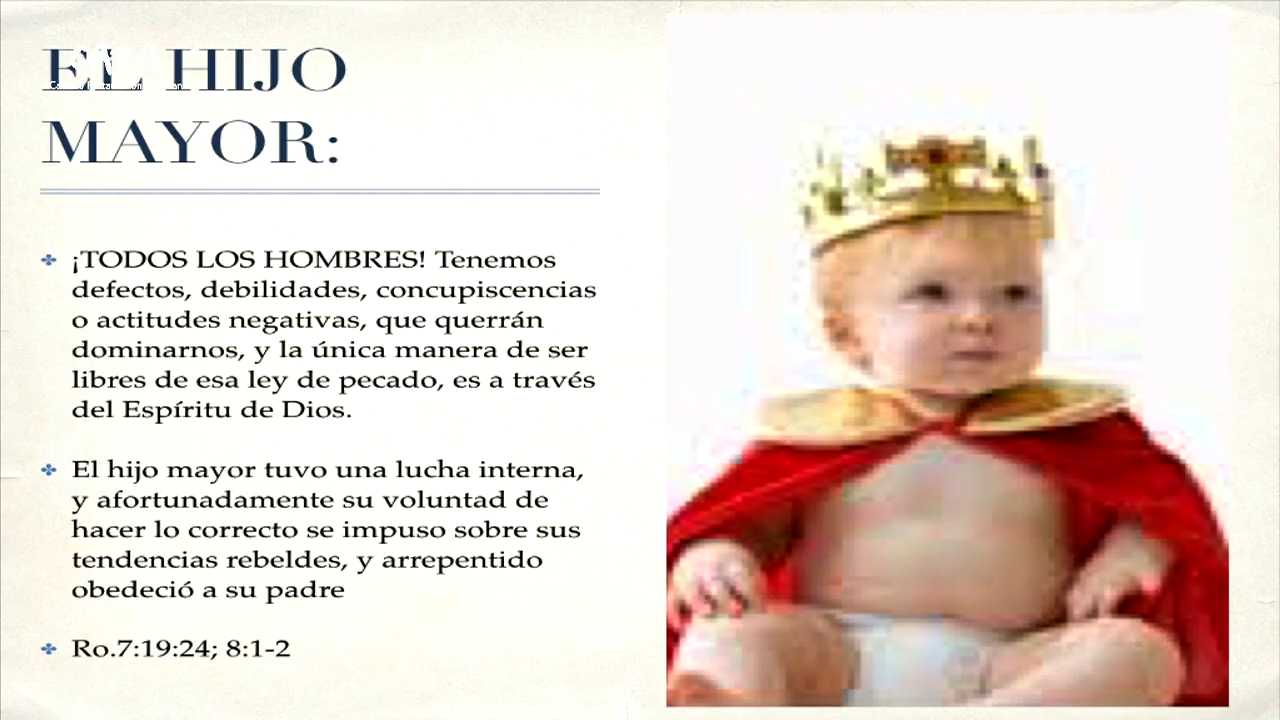 EL HIJO
MAYOR:
¡TODOS LOS HOMBRES! Tenemos
defectos, debilidades, concupiscencias
o actitudes negativas, que querrán
dominarnos, y la única manera de ser
libres de esa ley de pecado, es a través
del Espíritu de Dios.
El hijo mayor tuvo una lucha interna,
y afortunadamente su voluntad de
hacer lo correcto se impuso sobre sus
tendencias rebeldes, y arrepentido
obedeció a su padre
Ro.7:19:24; 8:1-2